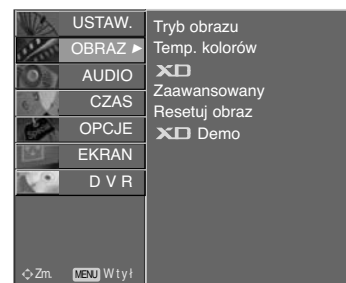 USTAW.
OBRAZ ►
AUDIO
CZAS
OPCJE
EKRAN
D V R
Zm. MENU Wtył
Tryb obrazu
Temp. kolorów
XD
Zaawansowany
Resetuj obraz
XD Demo